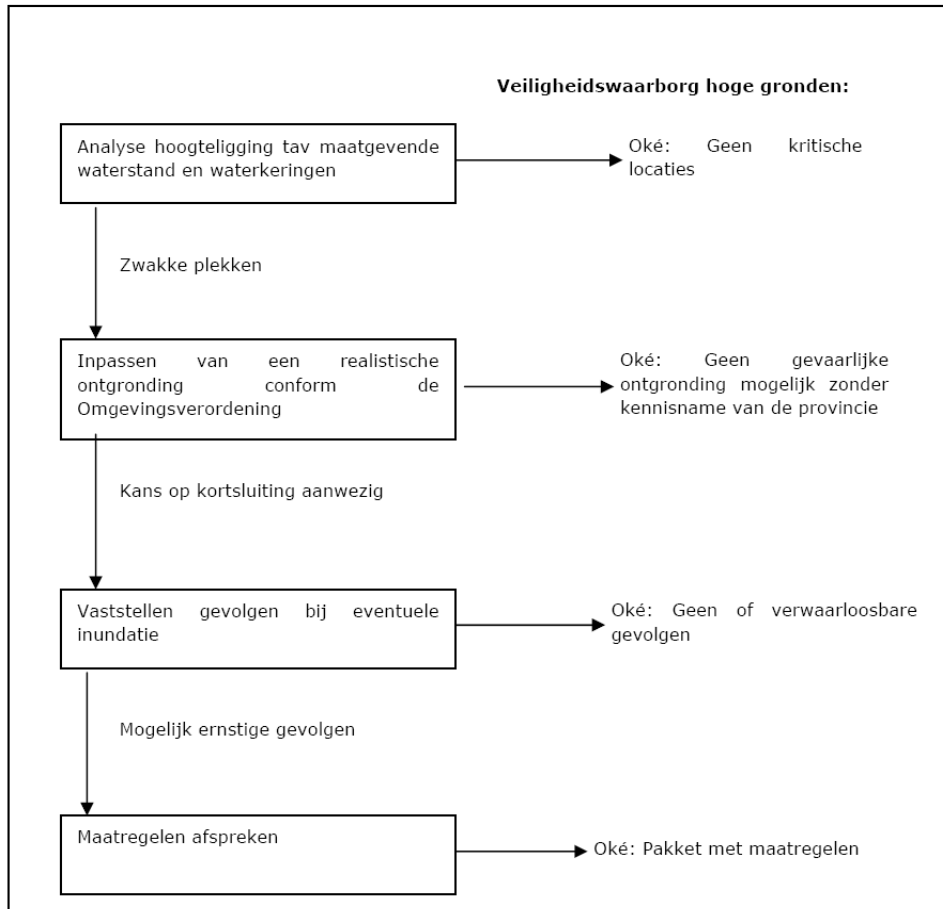 Veiligheidswaarborg hoge gronden:
Analyse hoogteligging tav maatgevende
waterstand en waterkeringen
Oké: Geen kritische
locaties
Zwakke plekken
Inpassen van een realistische
ontgronding conform de
Omgevingsverordening
Oké: Geen gevaarlijke
ontgronding mogelijk zonder
kennisname van de provincie
Kans op kortsluiting aanwezig
Vaststellen gevolgen bij eventuele
inundatie
Oké: Geen of verwaarloosbare
gevolgen
Mogelijk ernstige gevolgen
Maatregelen afspreken
Oké: Pakket met maatregelen